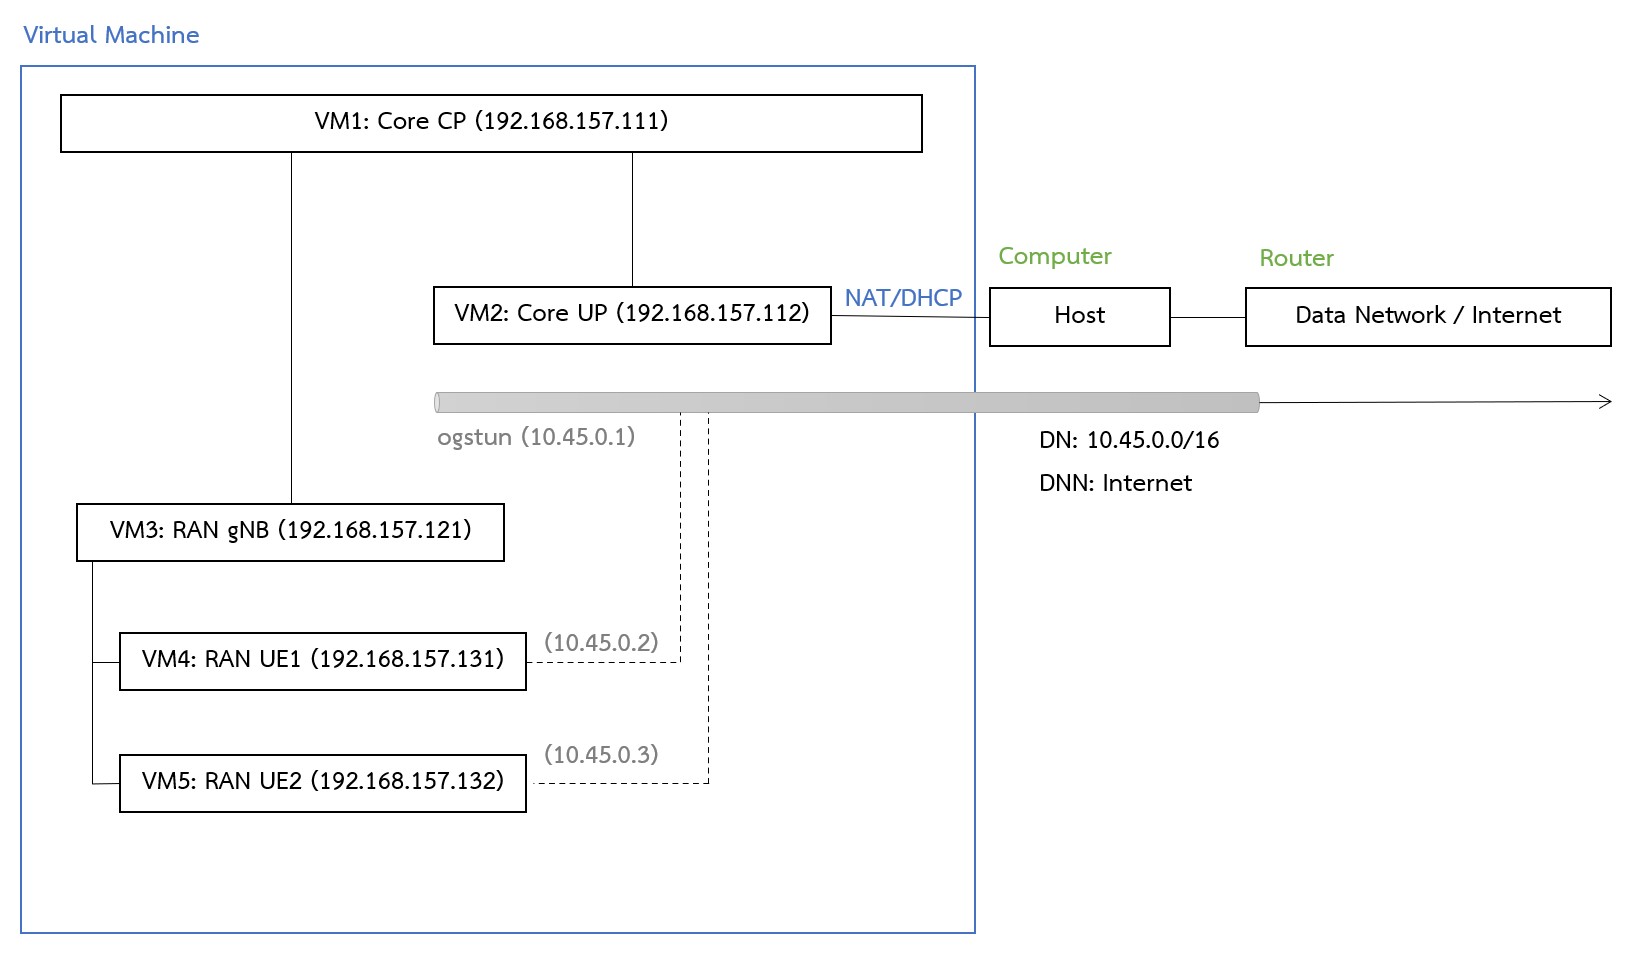 Virtual Machine
VM1: Core CP (192.168.157.111)
Computer
Router
VM2: Core UP (192.168.157.112)
NAT/DHCP
Host
Data Network / Internet
ogstun (10.45.0.1)
DN: 10.45.0.0/16
DNN: Internet
VM3: RAN gNB (192.168.157.121)
VM4: RAN UE1 (192.168.157.131)
(10.45.0.2)
VM5: RAN UE2 (192.168.157.132)
(10.45.0.3)